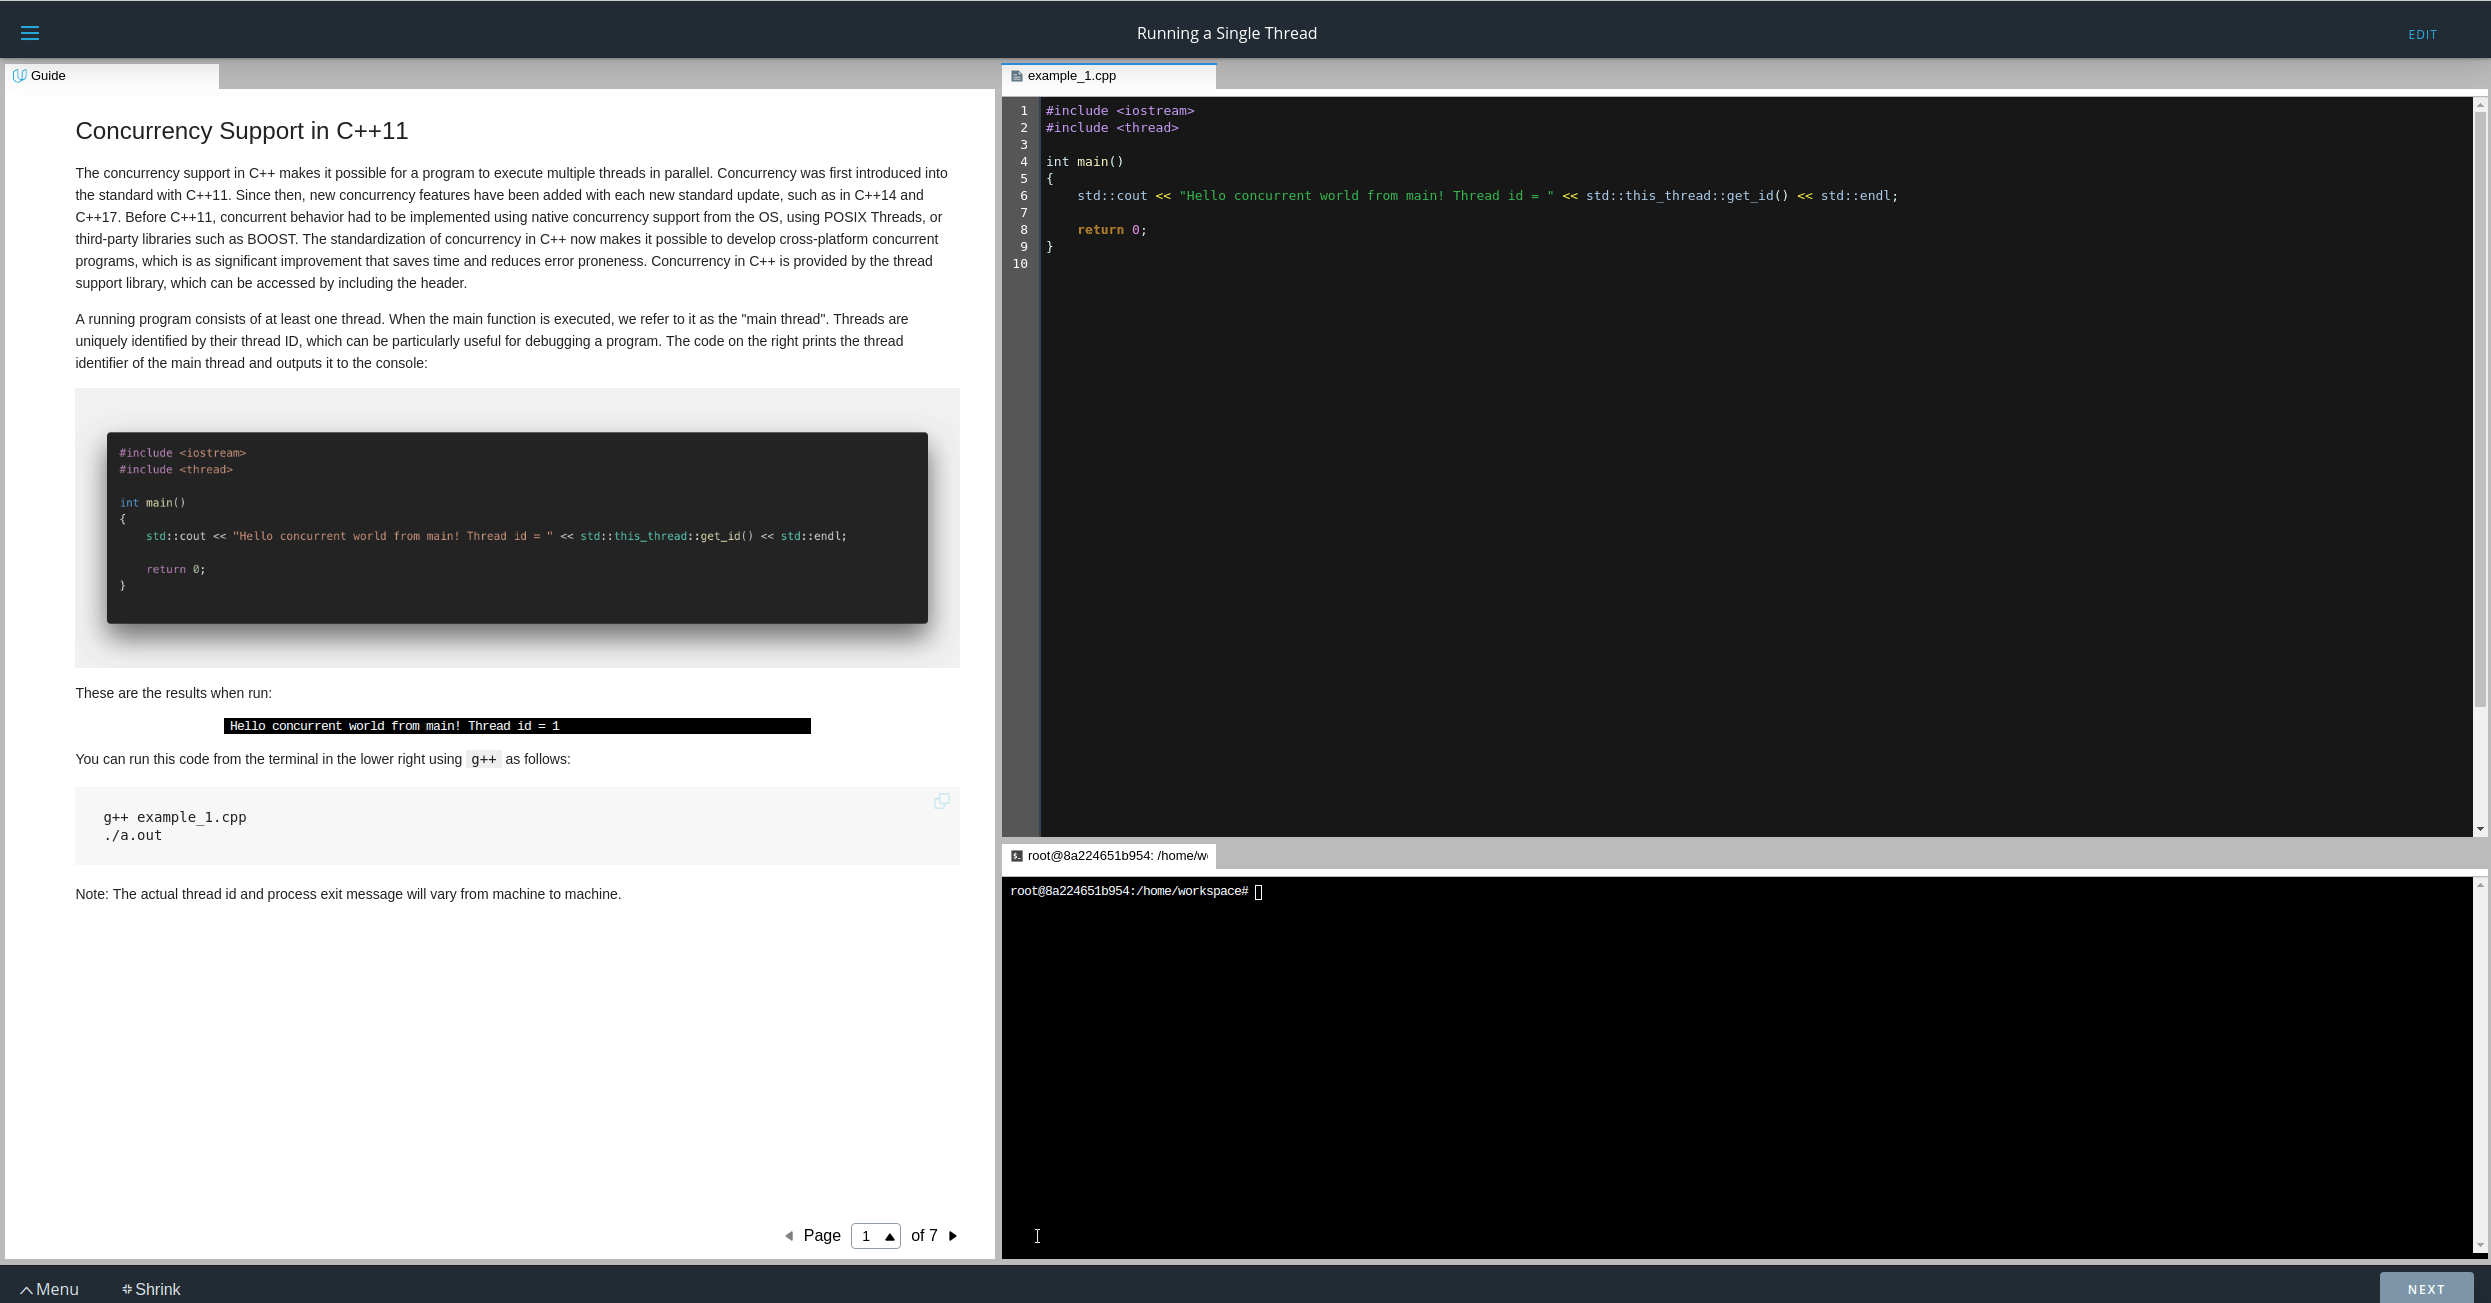 Running a Single Thread
EDIT
Guide
Concurrency Support in C++11
The concurrency support in C++ makes it possible for a program to execute multiple threads in parallel. Concurrency was first introduced into
the standard with C++11. Since then, new concurrency features have been added with each new standard update, such as in C++14 and
C++17. Before C++11, concurrent behavior had to be implemented using native concurrency support from the OS, using POSIX Threads, or
third-party libraries such as BOOST. The standardization of concurrency in C++ now makes it possible to develop cross-platform concurrent
programs, which is as significant improvement that saves time and reduces error proneness. Concurrency in C++ is provided by the thread
support library, which can be accessed by including the header.
A running program consists of at least one thread. When the main function is executed, we refer to it as the "main thread". Threads are
uniquely identified by their thread ID, which can be particularly useful for debugging a program. The code on the right prints the thread
identifier of the main thread and outputs it to the console:
#include <iostream>
#include <thread>
int main()
{
    std::cout << "Hello concurrent world from main! Thread id = " << std::this_thread::get_id() << std::endl;
    return 0;
}
These are the results when run:
Hello concurrent world from main! Thread id = 1
You can run this code from the terminal in the lower right using g++ as follows:
g++ example_1.cpp
./a.out
Note: The actual thread id and process exit message will vary from machine to machine.
Page 1 of 7
example_1.cpp
1 #include <iostream>
2 #include <thread>
3
4 int main()
5 {
6     std::cout << "Hello concurrent world from main! Thread id = " << std::this_thread::get_id() << std::endl;
7
8     return 0;
9 }
10
root@8a224651b954: /home/w
root@8a224651b954:/home/workspace#
Menu
Shrink
NEXT